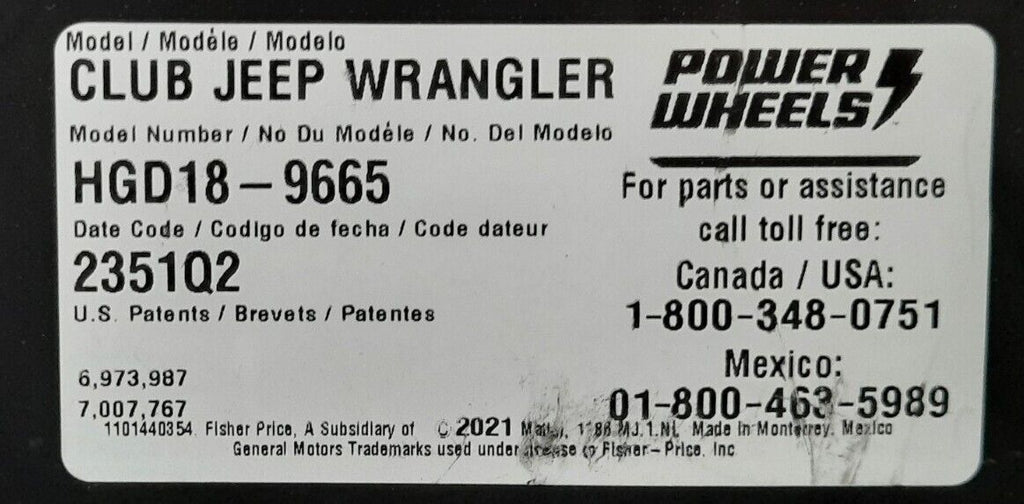 Model / Modéle / Modelo
CLUB JEEP WRANGLER
Model Number / No Du Modéle / No. Del Modelo
HGD18-9665
Date Code / Codigo de fecha / Code dateur
2351Q2
U.S. Patents / Brevets / Patentes
6,973,987
7,007,767
POWER
WHEELS
For parts or assistance
call toll free:
Canada / USA:
1-800-348-0751
Mexico:
01-800-463-5989
1101440354. Fisher Price, A Subsidiary of © 2021 Made In Monterrey, Mexico
General Motors Trademarks used under to Fisher-Price, Inc